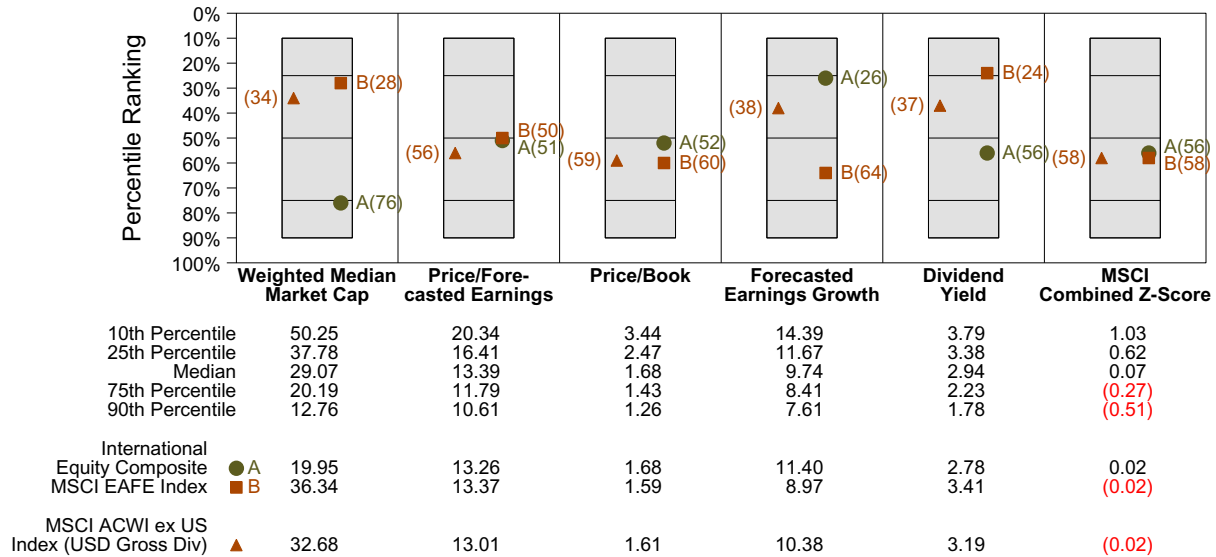 Percentile Ranking
0%
10%
20%
30%
40%
50%
60%
70%
80%
90%
100%
(34) B(28)
A(76)
(56) B(50)
A(51)
(59) A(52)
B(60)
(38) A(26)
B(64)
(37) B(24)
A(56)
(58) A(56)
B(58)
Weighted Median
Market Cap
Price/Fore-
casted Earnings
Price/Book
Forecasted
Earnings Growth
Dividend
Yield
MSCI
Combined Z-Score
10th Percentile 50.25 20.34 3.44 14.39 3.79 1.03
25th Percentile 37.78 16.41 2.47 11.67 3.38 0.62
Median 29.07 13.39 1.68 9.74 2.94 0.07
75th Percentile 20.19 11.79 1.43 8.41 2.23 (0.27)
90th Percentile 12.76 10.61 1.26 7.61 1.78 (0.51)
International
Equity Composite A 19.95 13.26 1.68 11.40 2.78 0.02
MSCI EAFE Index B 36.34 13.37 1.59 8.97 3.41 (0.02)
MSCI ACWI ex US
Index (USD Gross Div) 32.68 13.01 1.61 10.38 3.19 (0.02)